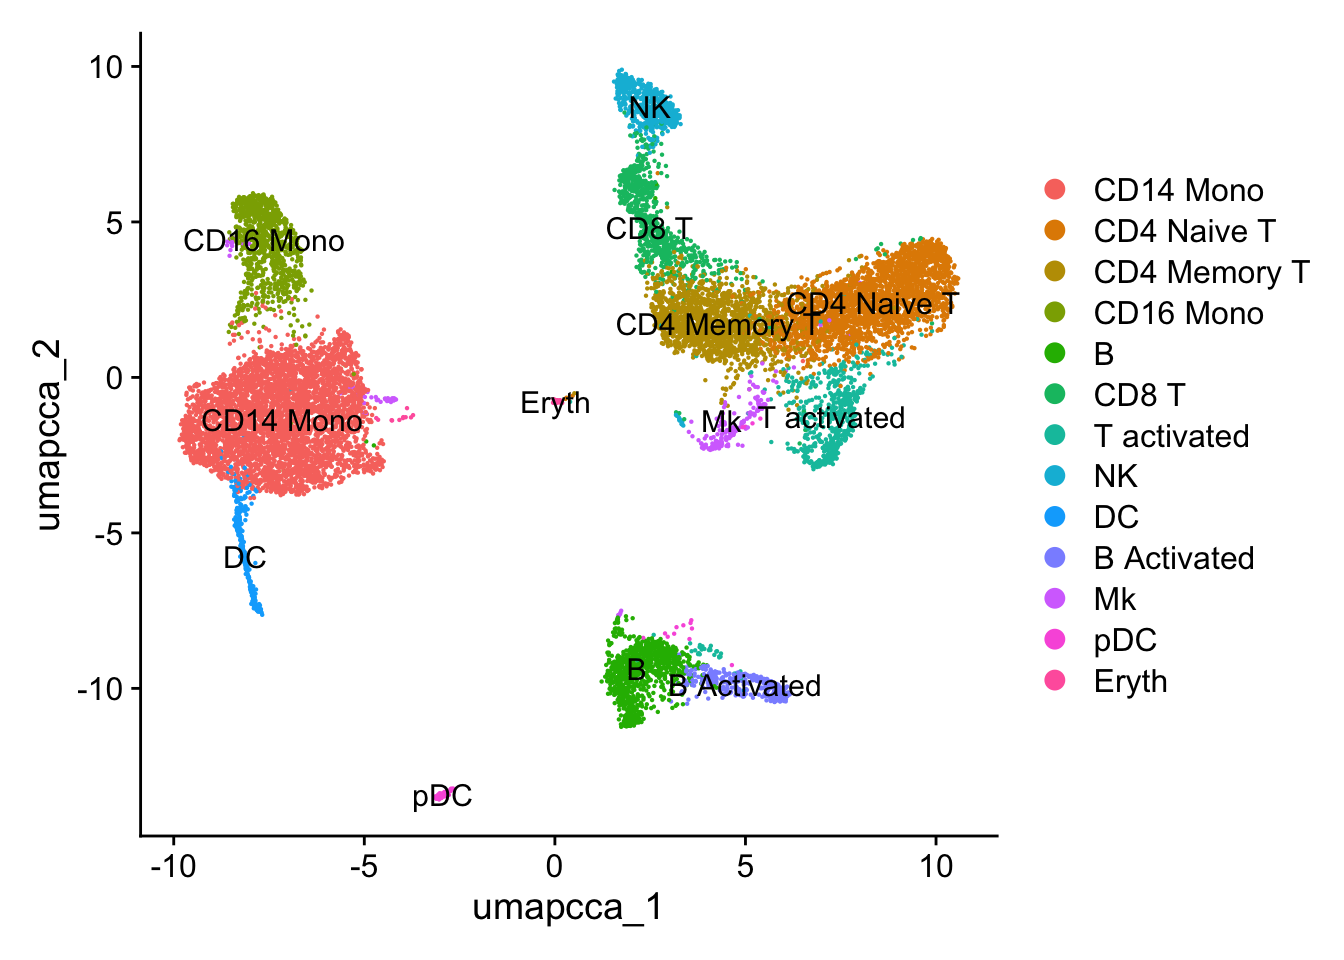 10
5
0
-5
-10
umapcca_2
-10
-5
0
5
10
umapcca_1
NK
CD8 T
CD16 Mono
CD4 Naive T
CD4 Memory T
Eryth
CD14 Mono
Mk
T activated
DC
B
B Activated
pDC
CD14 Mono
CD4 Naive T
CD4 Memory T
CD16 Mono
B
CD8 T
T activated
NK
DC
B Activated
Mk
pDC
Eryth